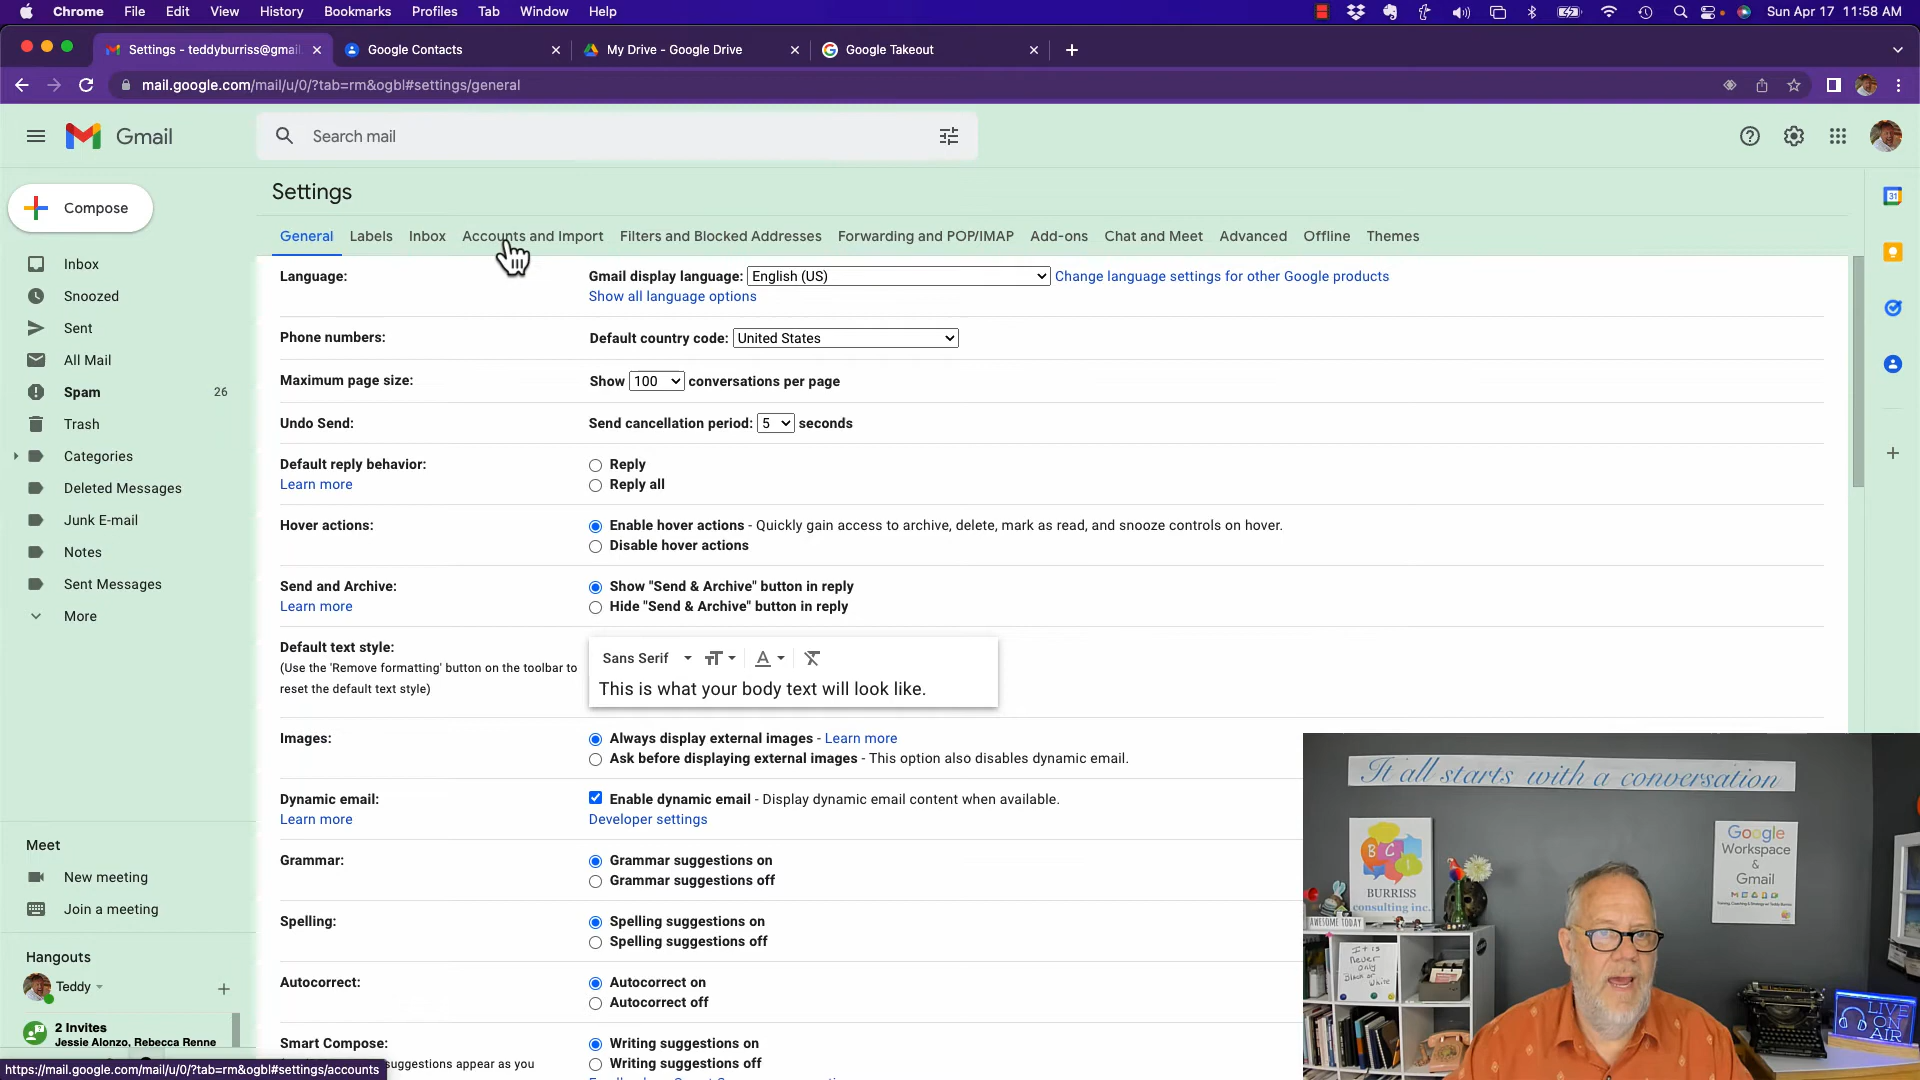 Chrome File Edit View History Bookmarks Profiles Tab Window Help Sun Apr 17 11:58 AM
Settings - teddyburriss@gmail. Google Contacts My Drive - Google Drive Google Takeout
mail.google.com/mail/u/0/?tab=rm&ogbl#settings/general
Gmail
Search mail
31
Settings
Compose
General Labels Inbox Accounts and Import Filters and Blocked Addresses Forwarding and POP/IMAP Add-ons Chat and Meet Advanced Offline Themes
Inbox
Snoozed
Sent
All Mail
Spam 26
Trash
Categories
Deleted Messages
Junk E-mail
Notes
Sent Messages
More
Meet
New meeting
Join a meeting
Hangouts
Teddy
2 Invites
Jessie Alonzo, Rebecca Renne
Language:
Gmail display language: English (US) Change language settings for other Google products
Show all language options
Phone numbers:
Default country code: United States
Maximum page size:
Show 100 conversations per page
Undo Send:
Send cancellation period: 5 seconds
Default reply behavior:
Learn more
Reply
Reply all
Hover actions:
Enable hover actions - Quickly gain access to archive, delete, mark as read, and snooze controls on hover.
Disable hover actions
Send and Archive:
Learn more
Show "Send & Archive" button in reply
Hide "Send & Archive" button in reply
Default text style:
(Use the 'Remove formatting' button on the toolbar to
reset the default text style)
Sans Serif
This is what your body text will look like.
Images:
Always display external images - Learn more
Ask before displaying external images - This option also disables dynamic email.
Dynamic email:
Learn more
Enable dynamic email - Display dynamic email content when available.
Developer settings
Grammar:
Grammar suggestions on
Grammar suggestions off
Spelling:
Spelling suggestions on
Spelling suggestions off
Autocorrect:
Autocorrect on
Autocorrect off
Smart Compose:
suggestions appear as you
Writing suggestions on
Writing suggestions off
https://mail.google.com/mail/u/0/?tab=rm&ogbl#settings/accounts
It all starts with a conversation
B C I
BURRISS
consulting inc.
Google
Workspace
&
Gmail
AWESOME TODAY
It is
Never
Only
Black or
White
LIVE
ON AIR